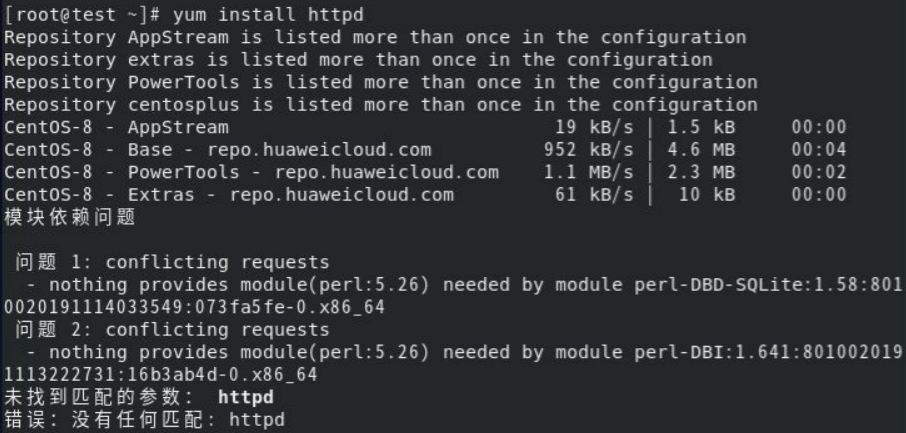 [root@test ~]# yum install httpd
Repository AppStream is listed more than once in the configuration
Repository extras is listed more than once in the configuration
Repository PowerTools is listed more than once in the configuration
Repository centosplus is listed more than once in the configuration
CentOS-8 - AppStream 19 kB/s | 1.5 kB 00:00
CentOS-8 - Base - repo.huaweicloud.com 952 kB/s | 4.6 MB 00:04
CentOS-8 - PowerTools - repo.huaweicloud.com 1.1 MB/s | 2.3 MB 00:02
CentOS-8 - Extras - repo.huaweicloud.com 61 kB/s | 10 kB 00:00
模块依赖问题
问题 1: conflicting requests
- nothing provides module(perl:5.26) needed by module perl-DBD-SQLite:1.58:801
0020191114033549:073fa5fe-0.x86_64
问题 2: conflicting requests
- nothing provides module(perl:5.26) needed by module perl-DBI:1.641:801002019
1113222731:16b3ab4d-0.x86_64
未找到匹配的参数： httpd
错误：没有任何匹配: httpd